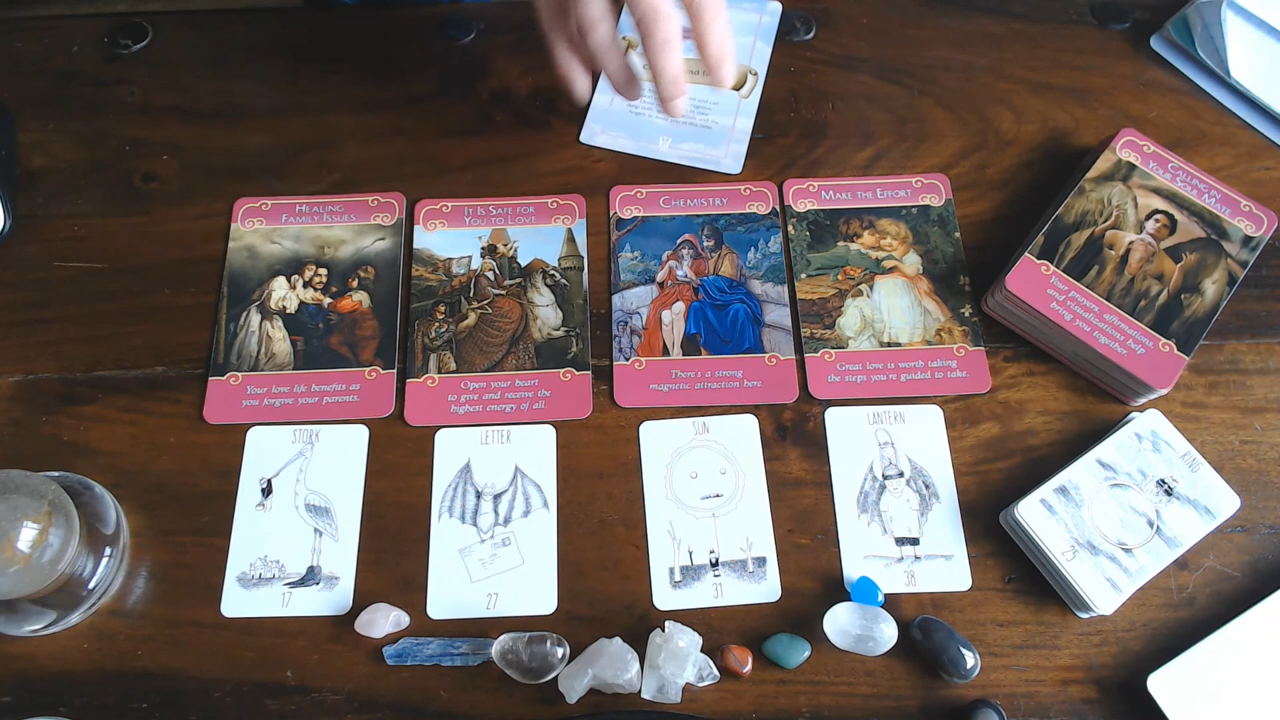 and fi
HEALING
FAMILY ISSUES
Your love life benefits as
you forgive your parents.
IT IS SAFE FOR
YOU TO LOVE
Open your heart
to give and receive the
highest energy of all.
CHEMISTRY
There's a strong
magnetic attraction here.
MAKE THE EFFORT
Great love is worth taking
the steps you're guided to take.
CALLING IN
YOUR SOUL MATE
Your prayers, affirmations,
and visualizations help
bring you together.
STORK
17
LETTER
27
SUN
31
LANTERN
38
RING
25